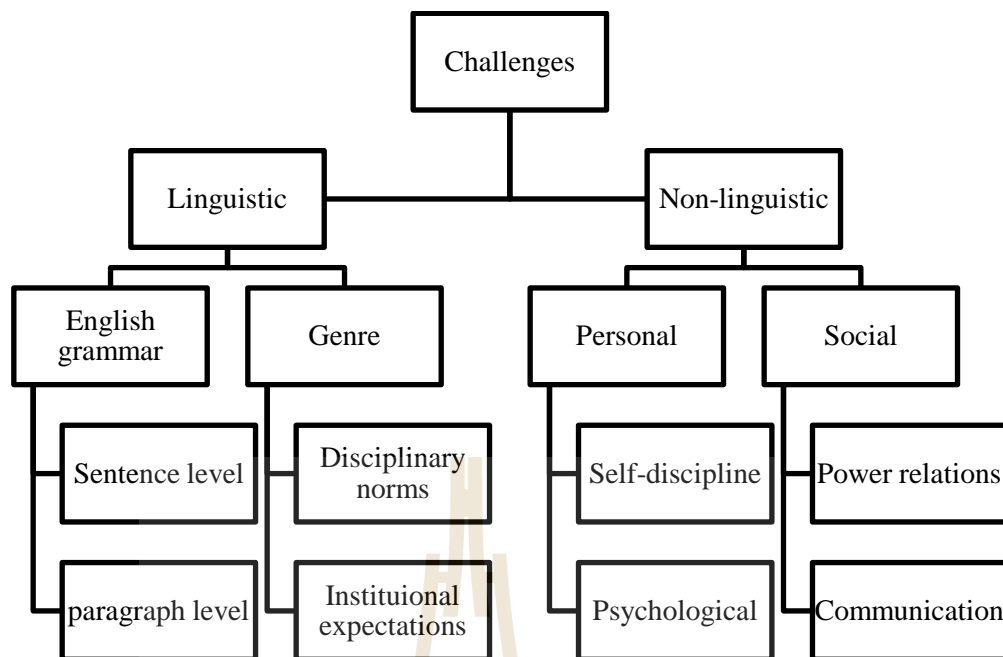 Challenges
Linguistic
Non-linguistic
English
grammar
Genre
Personal
Social
Sentence level
Disciplinary
norms
Self-discipline
Power relations
paragraph level
Instituional
expectations
Psychological
Communication